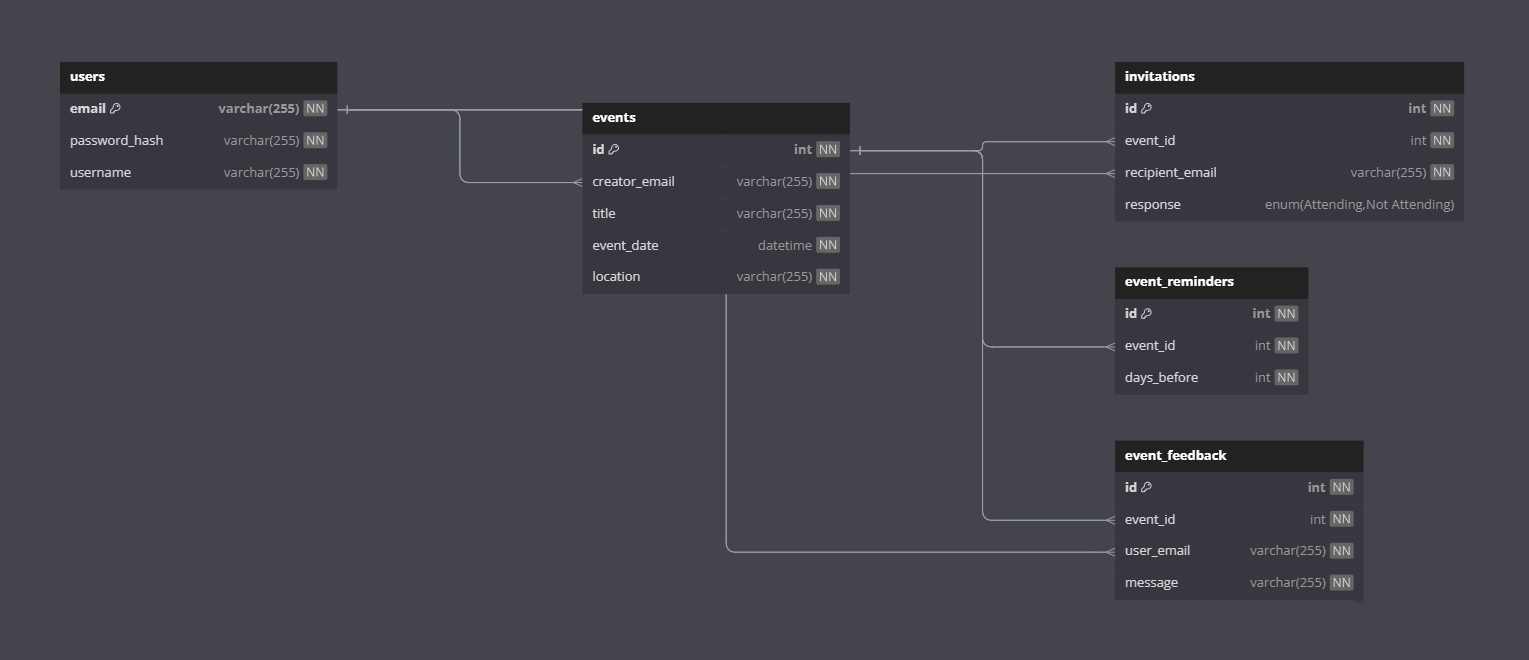 users
email varchar(255) NN
password_hash varchar(255) NN
username varchar(255) NN
events
id int NN
creator_email varchar(255) NN
title varchar(255) NN
event_date datetime NN
location varchar(255) NN
invitations
id int NN
event_id int NN
recipient_email varchar(255) NN
response enum(Attending,Not Attending)
event_reminders
id int NN
event_id int NN
days_before int NN
event_feedback
id int NN
event_id int NN
user_email varchar(255) NN
message varchar(255) NN